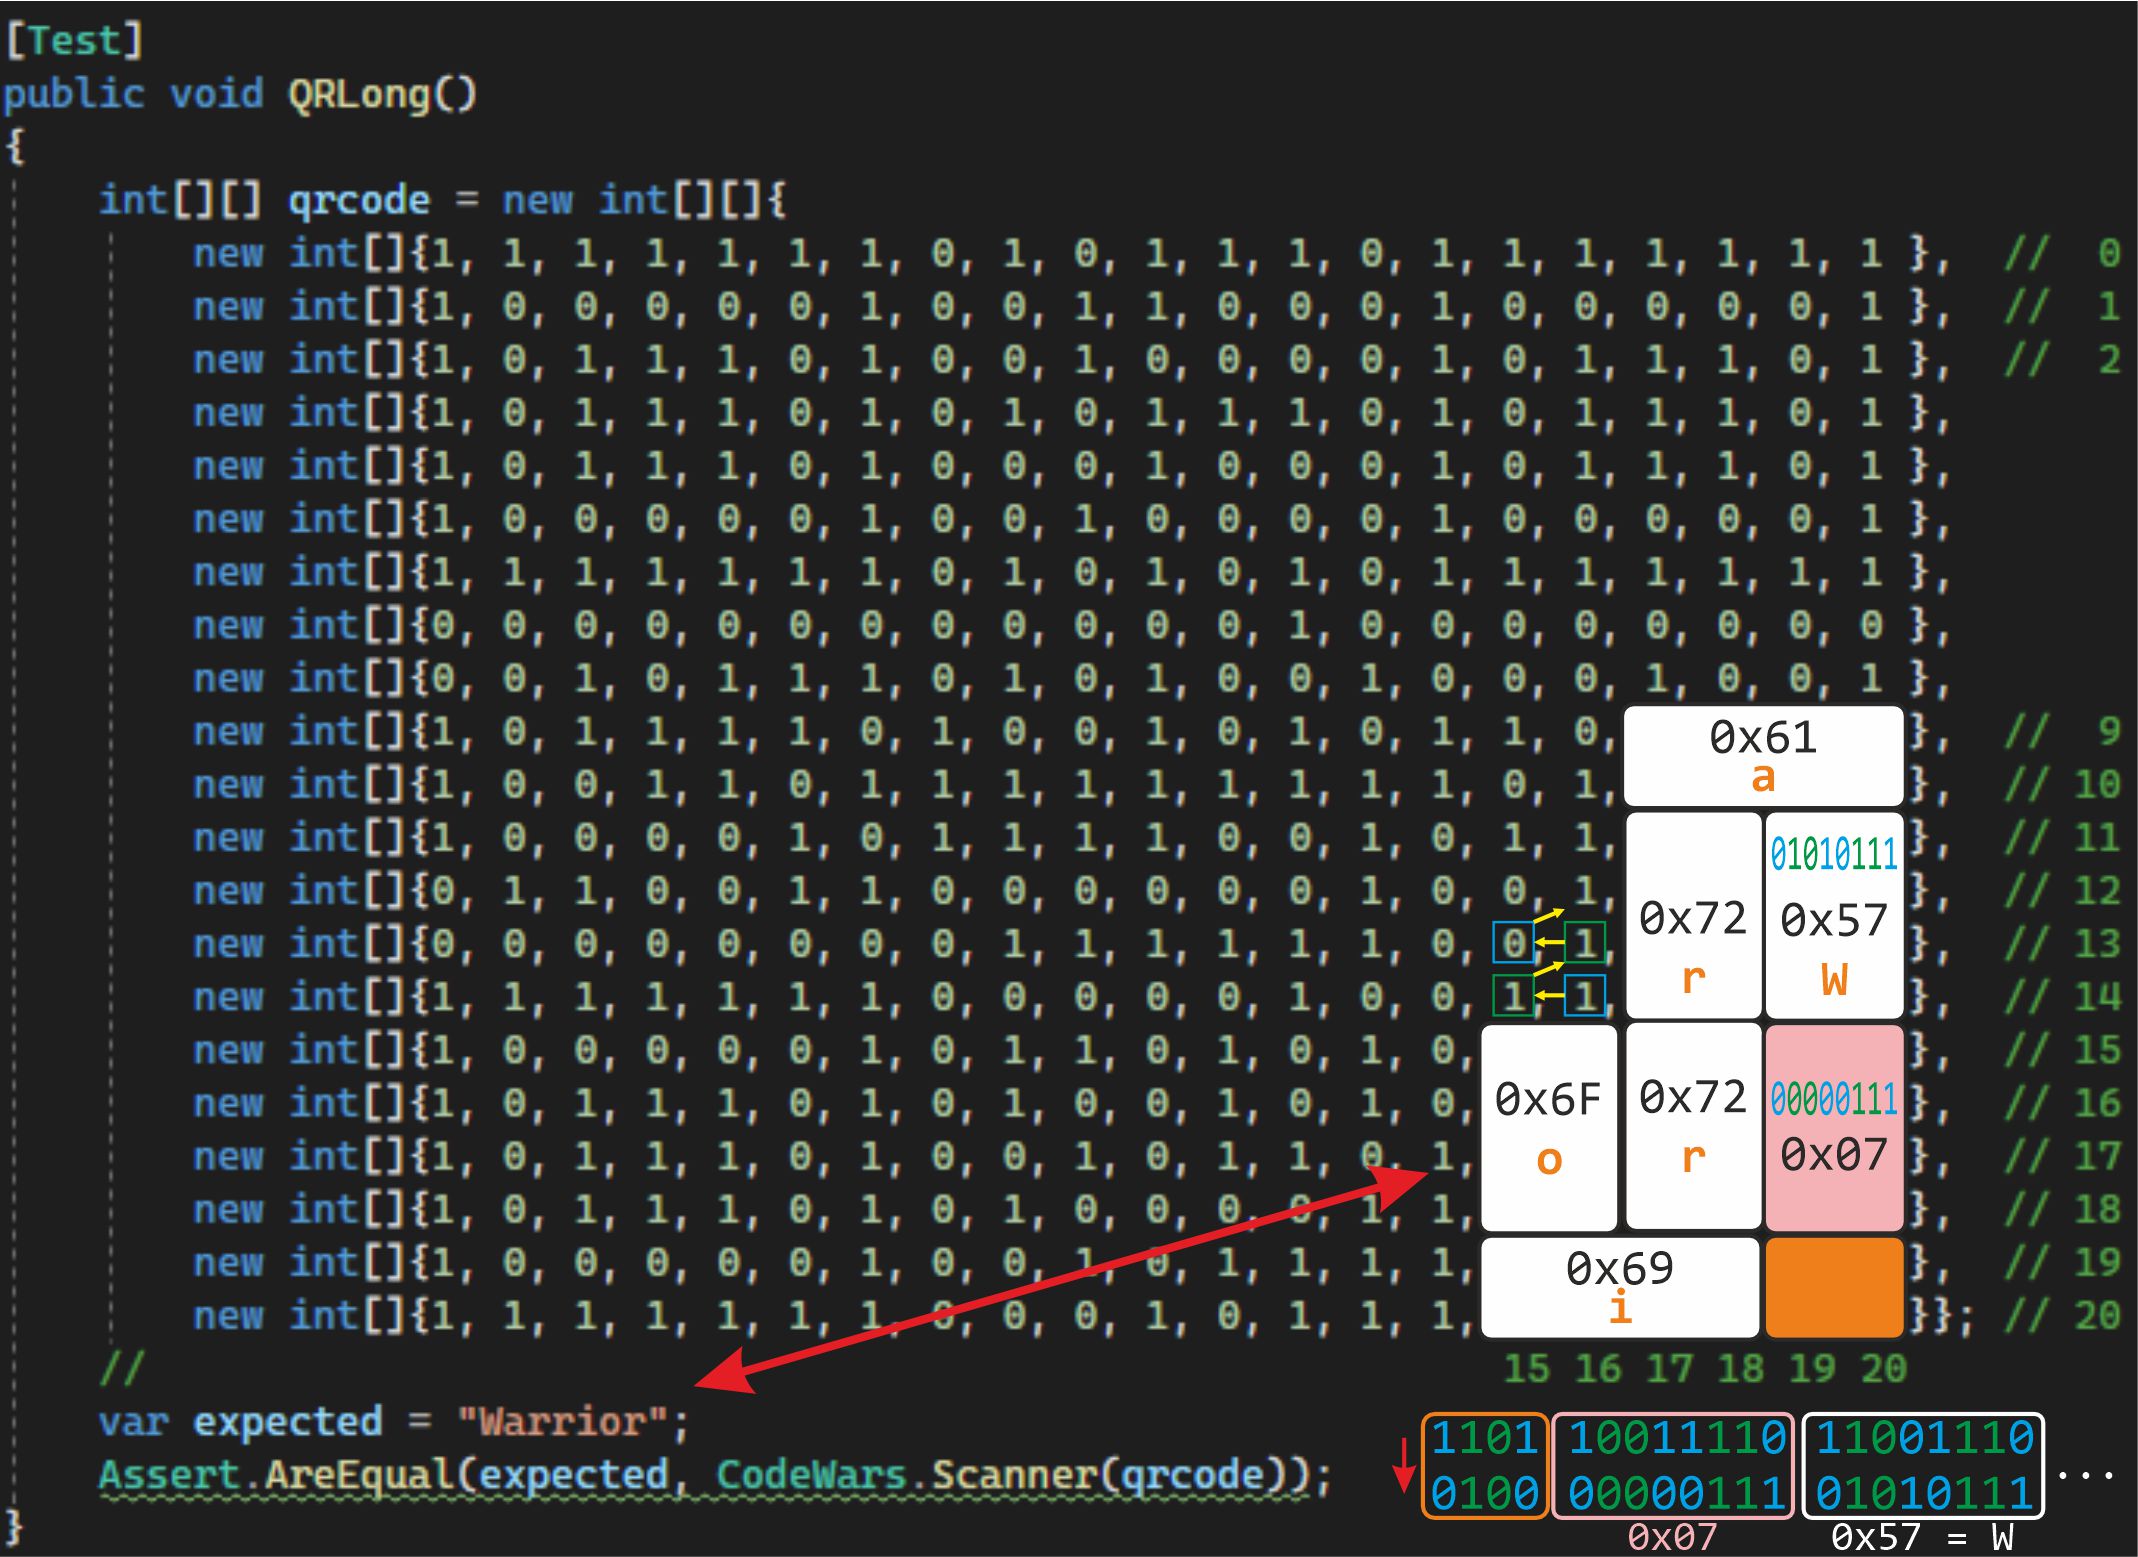 [Test]
public void QRLong()
{
int[][] qrcode = new int[][]{
new int[]{1, 1, 1, 1, 1, 1, 1, 0, 1, 0, 1, 1, 1, 0, 1, 1, 1, 1, 1, 1, 1 }, // 0
new int[]{1, 0, 0, 0, 0, 0, 1, 0, 0, 1, 1, 0, 0, 0, 1, 0, 0, 0, 0, 0, 1 }, // 1
new int[]{1, 0, 1, 1, 1, 0, 1, 0, 0, 1, 0, 0, 0, 0, 1, 0, 1, 1, 1, 0, 1 }, // 2
new int[]{1, 0, 1, 1, 1, 0, 1, 0, 1, 0, 1, 1, 1, 0, 1, 0, 1, 1, 1, 0, 1 },
new int[]{1, 0, 1, 1, 1, 0, 1, 0, 0, 0, 1, 0, 0, 0, 1, 0, 1, 1, 1, 0, 1 },
new int[]{1, 0, 0, 0, 0, 0, 1, 0, 0, 1, 0, 0, 0, 0, 1, 0, 0, 0, 0, 0, 1 },
new int[]{1, 1, 1, 1, 1, 1, 1, 0, 1, 0, 1, 0, 1, 0, 1, 1, 1, 1, 1, 1, 1 },
new int[]{0, 0, 0, 0, 0, 0, 0, 0, 0, 0, 0, 0, 1, 0, 0, 0, 0, 0, 0, 0, 0 },
new int[]{0, 0, 1, 0, 1, 1, 1, 0, 1, 0, 1, 0, 0, 1, 0, 0, 0, 1, 0, 0, 1 },
new int[]{1, 0, 1, 1, 1, 1, 0, 1, 0, 0, 1, 0, 1, 0, 1, 1, 0, 0x61 }, // 9
new int[]{1, 0, 0, 1, 1, 0, 1, 1, 1, 1, 1, 1, 1, 1, 1, 0, 1, a }, // 10
new int[]{1, 0, 0, 0, 0, 1, 0, 1, 1, 1, 1, 0, 0, 1, 0, 1, 1, 01010111 }, // 11
new int[]{0, 1, 1, 0, 0, 1, 1, 0, 0, 0, 0, 0, 0, 1, 0, 0, 1, 0x72 0x57 }, // 12
new int[]{0, 0, 0, 0, 0, 0, 0, 0, 1, 1, 1, 1, 1, 1, 0, 0, 1, r W }, // 13
new int[]{1, 1, 1, 1, 1, 1, 1, 0, 0, 0, 0, 0, 1, 0, 0, 1, 1, }, // 14
new int[]{1, 0, 0, 0, 0, 0, 1, 0, 1, 1, 0, 1, 0, 1, 0, }, // 15
new int[]{1, 0, 1, 1, 1, 0, 1, 0, 1, 0, 0, 1, 0, 1, 0, 0x6F 0x72 00000111 }, // 16
new int[]{1, 0, 1, 1, 1, 0, 1, 0, 0, 1, 0, 1, 1, 0, 1, o r 0x07 }, // 17
new int[]{1, 0, 1, 1, 1, 0, 1, 0, 1, 0, 0, 0, 0, 1, 1, }, // 18
new int[]{1, 0, 0, 0, 0, 0, 1, 0, 0, 1, 0, 1, 1, 1, 1, 0x69 }, // 19
new int[]{1, 1, 1, 1, 1, 1, 1, 0, 0, 0, 1, 0, 1, 1, 1, i }}; // 20
// 15 16 17 18 19 20
var expected = "Warrior";
Assert.AreEqual(expected, CodeWars.Scanner(qrcode));
}
1101 10011110 11001110
0100 00000111 01010111 ...
0x07 0x57 = W